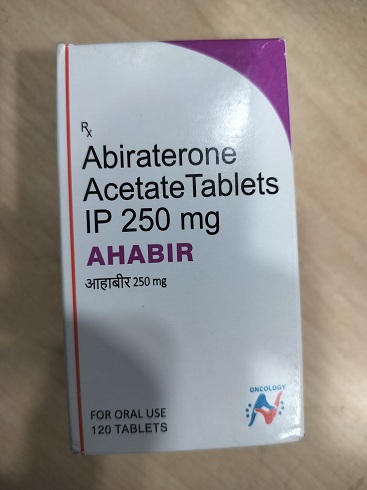 Rx
Abiraterone
Acetate Tablets
IP 250 mg
AHABIR
आहाबीर 250 mg
ONCOLOGY
FOR ORAL USE
120 TABLETS